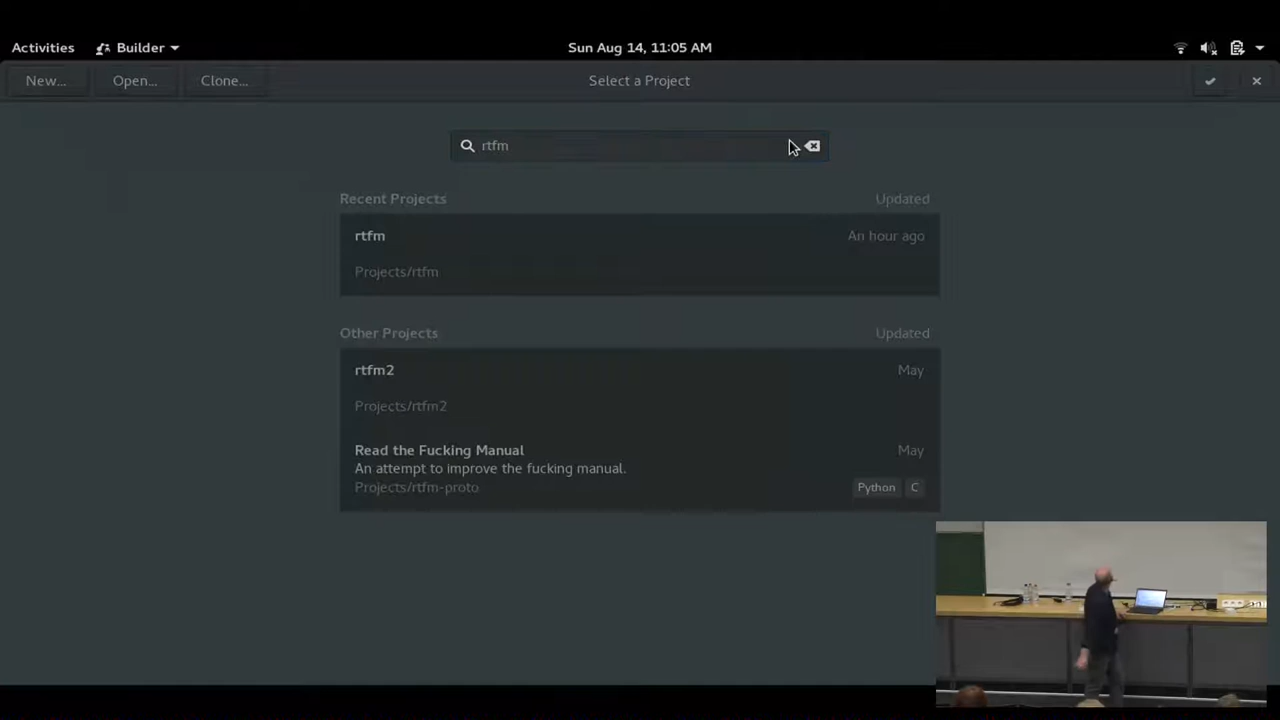 Activities Builder Sun Aug 14, 11:05 AM
New... Open... Clone... Select a Project
rtfm
Recent Projects Updated
rtfm An hour ago
Projects/rtfm
Other Projects Updated
rtfm2 May
Projects/rtfm2
Read the Fucking Manual May
An attempt to improve the fucking manual.
Projects/rtfm-proto Python C